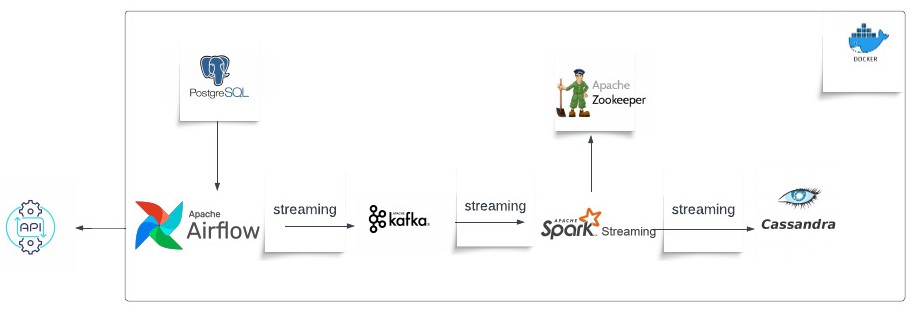 DOCKER
PostgreSQL
Apache
Zookeeper
API
Apache
Airflow
streaming
APACHE
kafka
streaming
APACHE
Spark Streaming
streaming
Cassandra